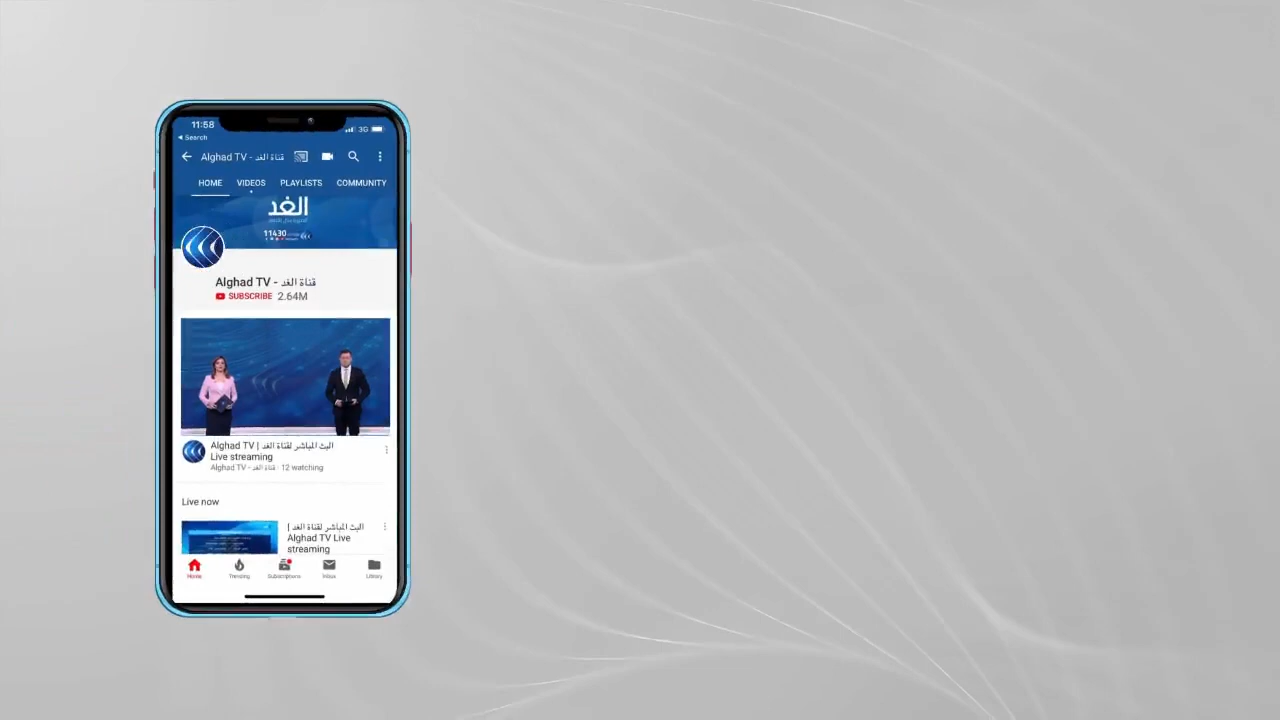 11:58
3G
Search
Alghad TV - قناة الغد
HOME VIDEOS PLAYLISTS COMMUNITY
الغد
11430
Alghad TV - قناة الغد
SUBSCRIBE 2.64M
Alghad TV | البث المباشر لقناة الغد
Live streaming
Alghad TV - قناة الغد · 12 watching
Live now
البث المباشر لقناة الغد |
Alghad TV Live
streaming
Home Trending Subscriptions Inbox Library